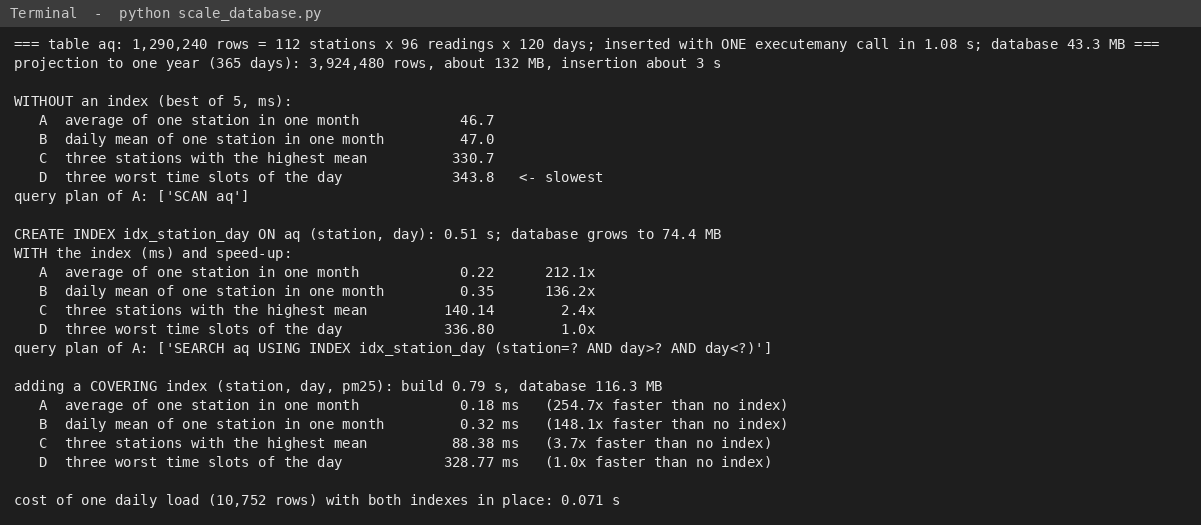 Terminal  -  python scale_database.py
=== table aq: 1,290,240 rows = 112 stations x 96 readings x 120 days; inserted with ONE executemany call in 1.08 s; database 43.3 MB ===
projection to one year (365 days): 3,924,480 rows, about 132 MB, insertion about 3 s
WITHOUT an index (best of 5, ms):
   A  average of one station in one month            46.7
   B  daily mean of one station in one month         47.0
   C  three stations with the highest mean          330.7
   D  three worst time slots of the day             343.8   <- slowest
query plan of A: ['SCAN aq']
CREATE INDEX idx_station_day ON aq (station, day): 0.51 s; database grows to 74.4 MB
WITH the index (ms) and speed-up:
   A  average of one station in one month            0.22      212.1x
   B  daily mean of one station in one month         0.35      136.2x
   C  three stations with the highest mean         140.14        2.4x
   D  three worst time slots of the day            336.80        1.0x
query plan of A: ['SEARCH aq USING INDEX idx_station_day (station=? AND day>? AND day<?)']
adding a COVERING index (station, day, pm25): build 0.79 s, database 116.3 MB
   A  average of one station in one month            0.18 ms   (254.7x faster than no index)
   B  daily mean of one station in one month         0.32 ms   (148.1x faster than no index)
   C  three stations with the highest mean          88.38 ms   (3.7x faster than no index)
   D  three worst time slots of the day            328.77 ms   (1.0x faster than no index)
cost of one daily load (10,752 rows) with both indexes in place: 0.071 s